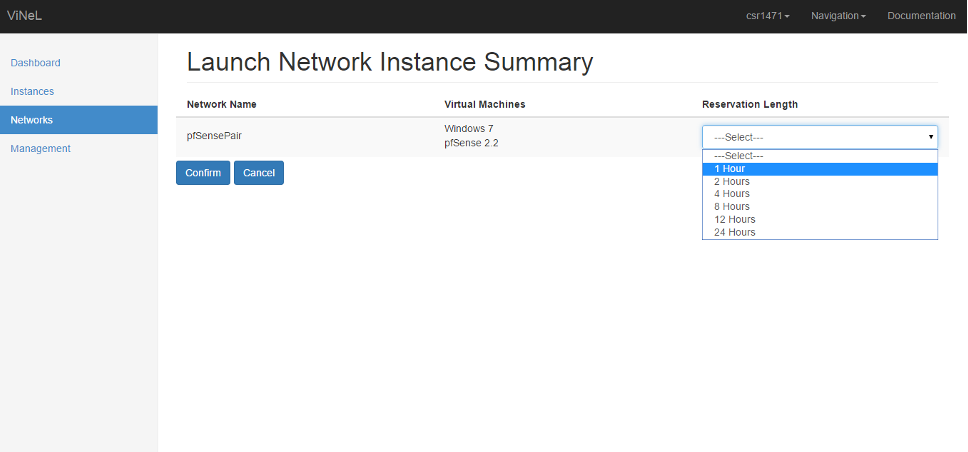 ViNeL
csr1471 Navigation Documentation
Dashboard
Instances
Networks
Management
Launch Network Instance Summary
Network Name Virtual Machines Reservation Length
pfSensePair
Windows 7
pfSense 2.2
---Select---
---Select---
1 Hour
2 Hours
4 Hours
8 Hours
12 Hours
24 Hours
Confirm Cancel